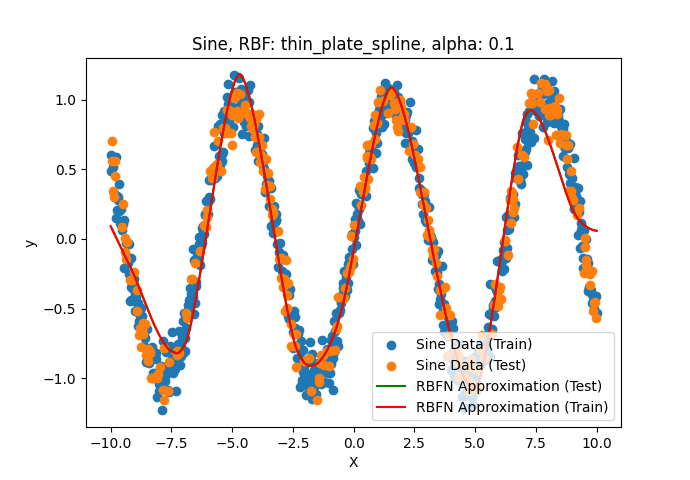 Sine, RBF: thin_plate_spline, alpha: 0.1
y
1.0
0.5
0.0
−0.5
−1.0
Sine Data (Train)
Sine Data (Test)
RBFN Approximation (Test)
RBFN Approximation (Train)
−10.0 −7.5 −5.0 −2.5 0.0 2.5 5.0 7.5 10.0
X